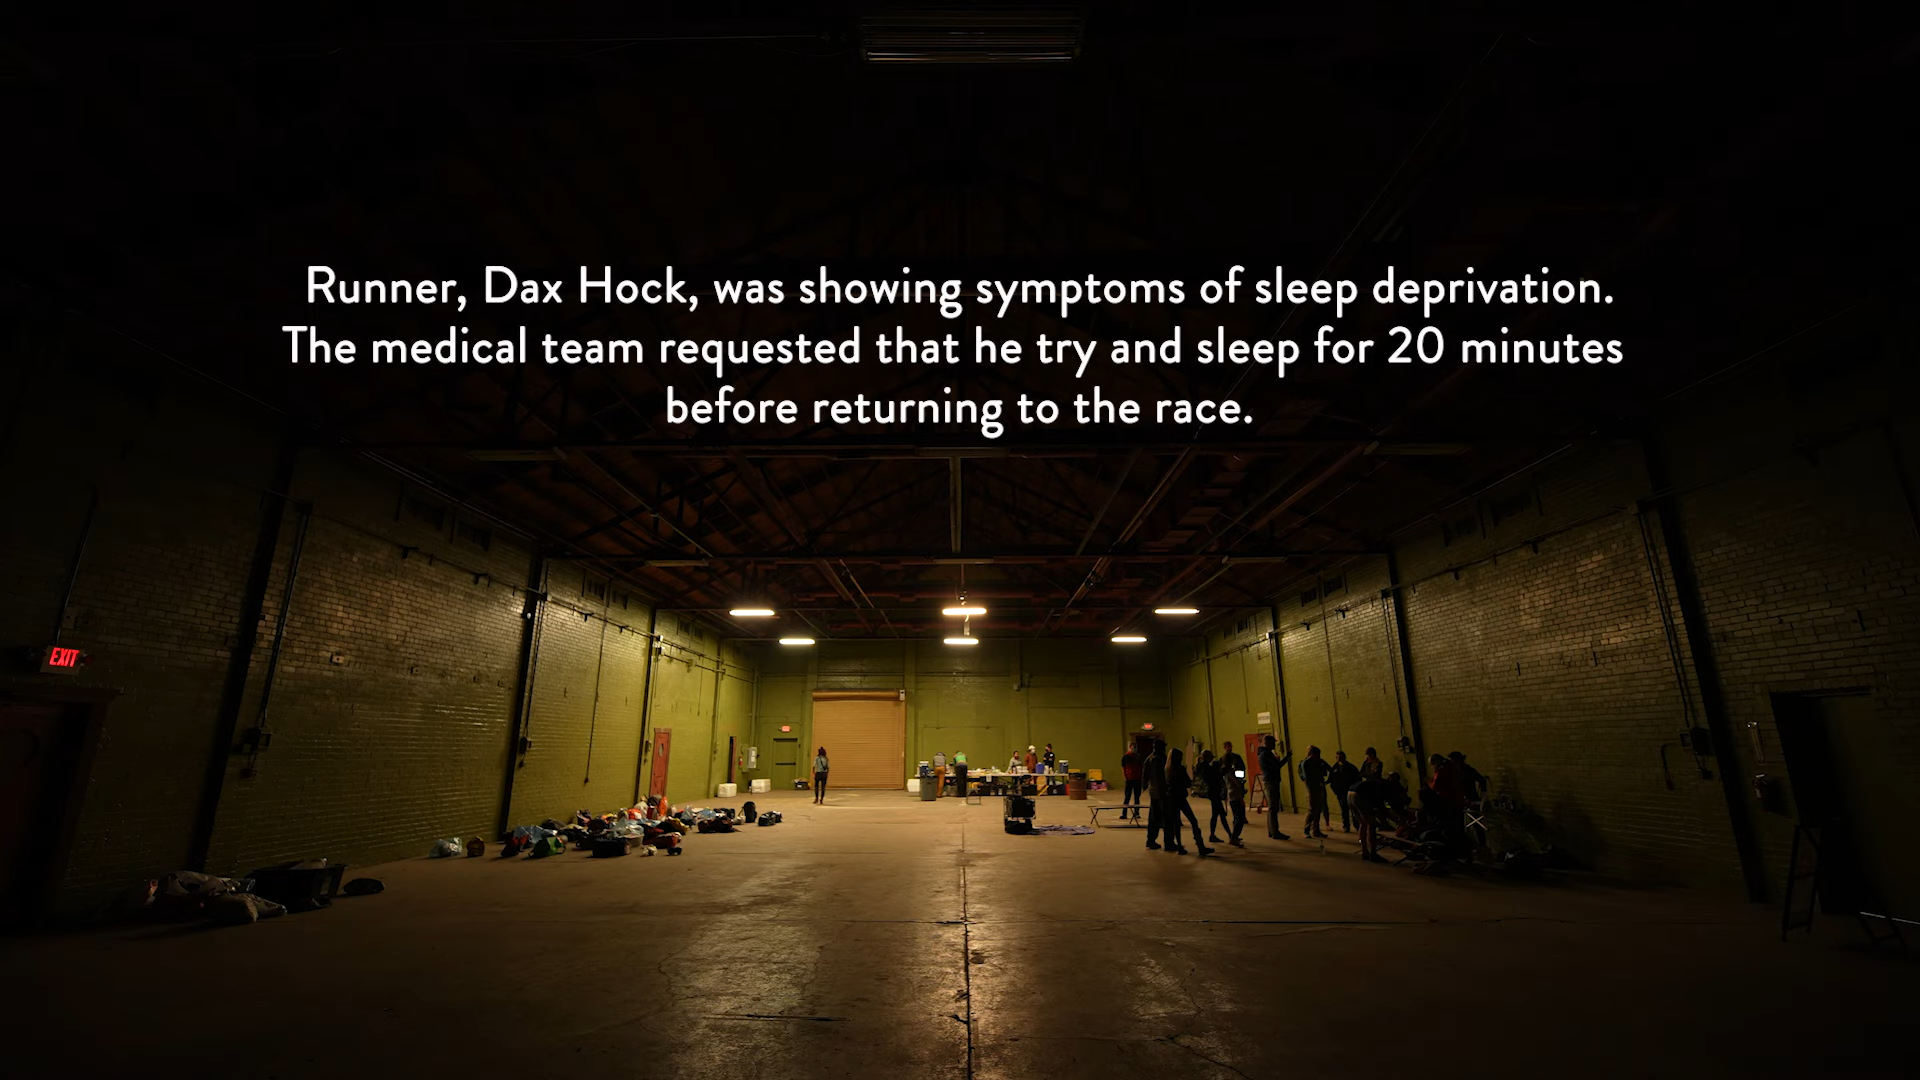 Runner, Dax Hock, was showing symptoms of sleep deprivation.
The medical team requested that he try and sleep for 20 minutes
before returning to the race.
EXIT